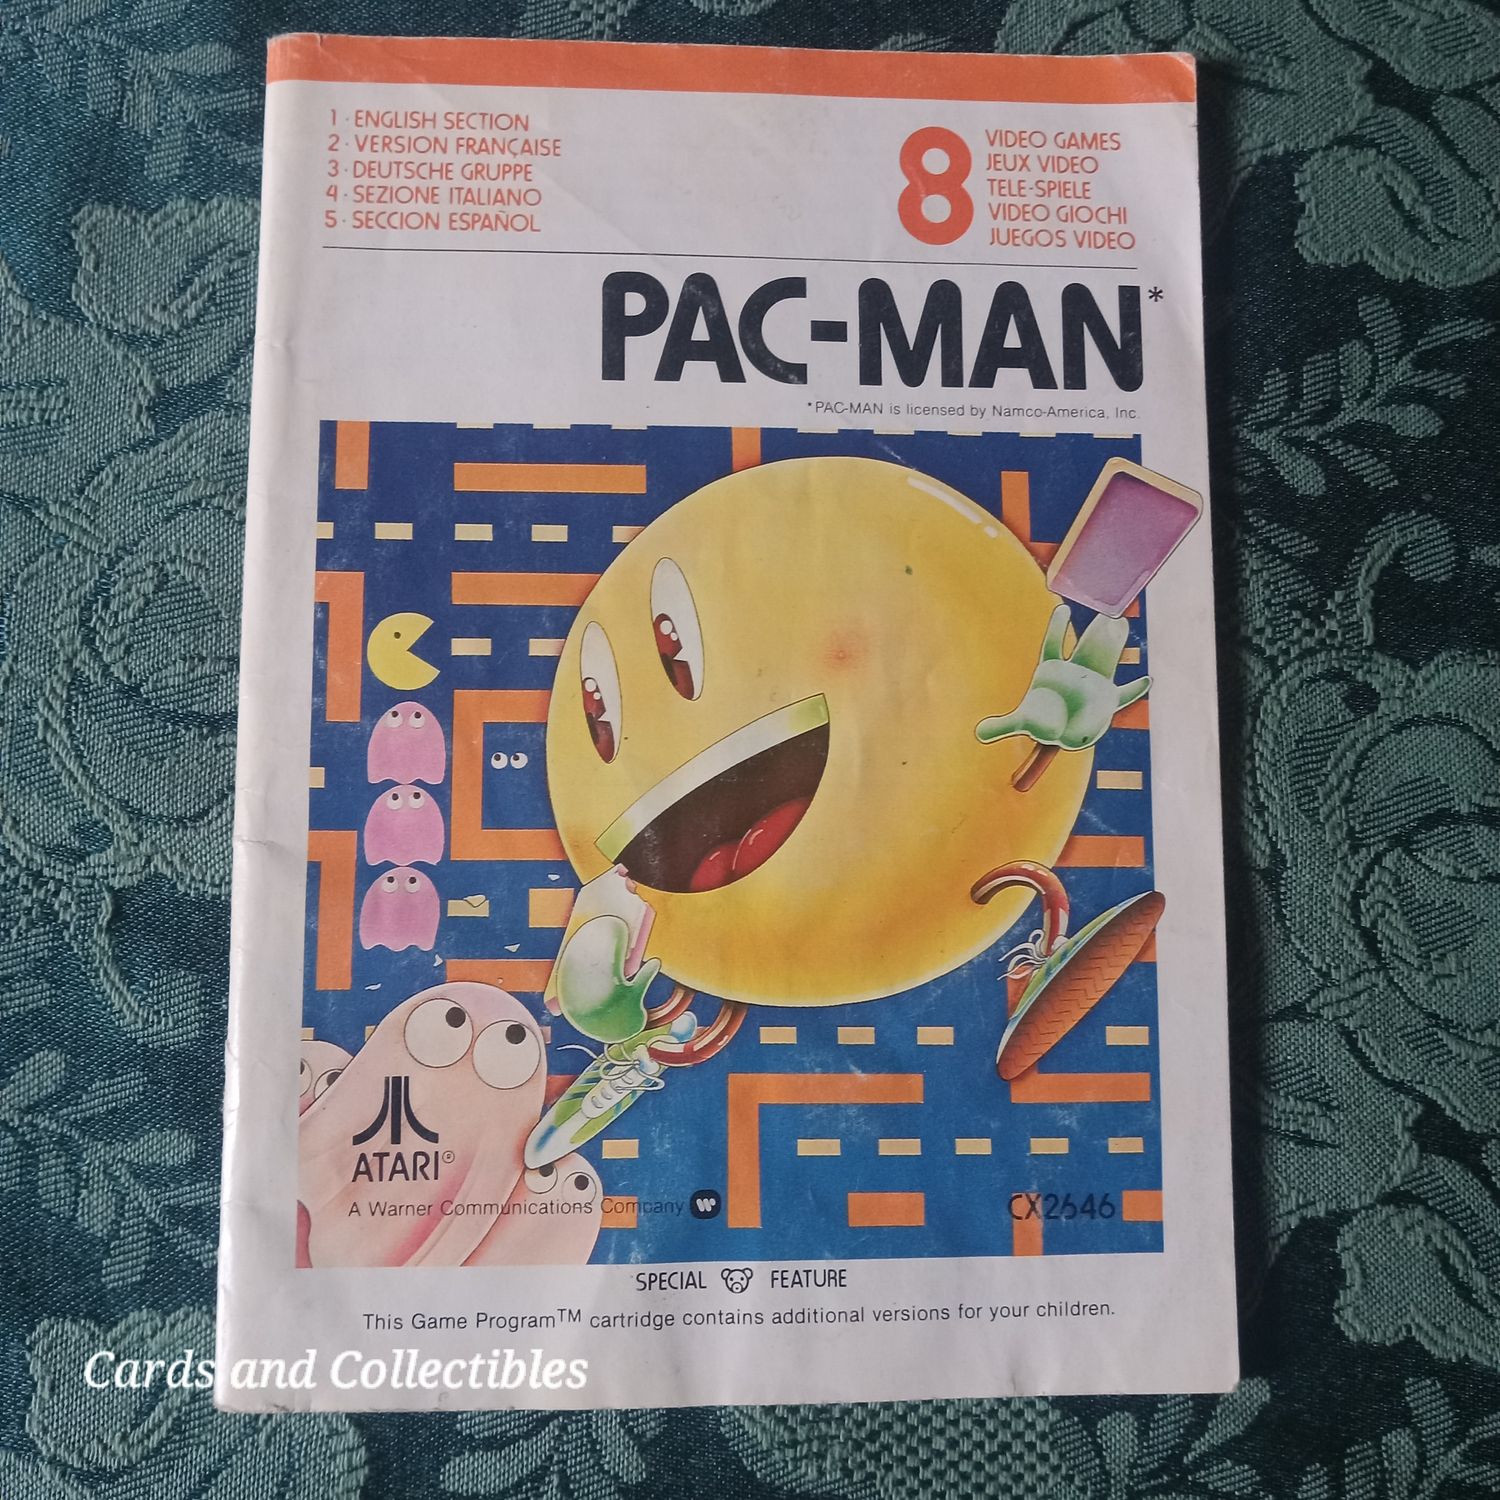 1 · ENGLISH SECTION
2 · VERSION FRANÇAISE
3 · DEUTSCHE GRUPPE
4 · SEZIONE ITALIANO
5 · SECCION ESPAÑOL
8
VIDEO GAMES
JEUX VIDEO
TELE-SPIELE
VIDEO GIOCHI
JUEGOS VIDEO
PAC-MAN*
*PAC-MAN is licensed by Namco-America, Inc.
ATARI®
A Warner Communications Company
CX2646
SPECIAL FEATURE
This Game Program™ cartridge contains additional versions for your children.
Cards and Collectibles